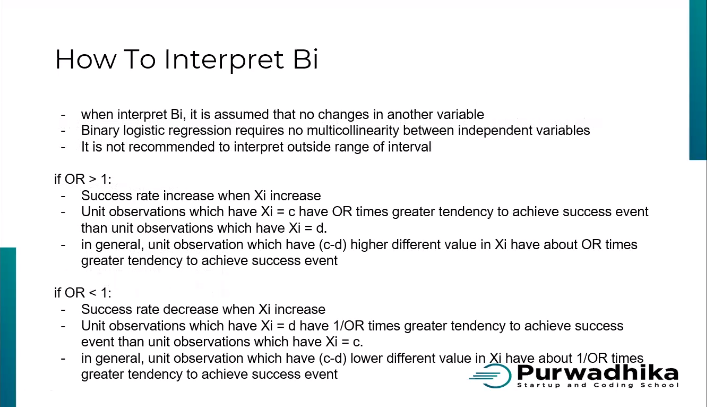 How To Interpret Bi
- when interpret Bi, it is assumed that no changes in another variable
- Binary logistic regression requires no multicollinearity between independent variables
- It is not recommended to interpret outside range of interval
if OR > 1:
- Success rate increase when Xi increase
- Unit observations which have Xi = c have OR times greater tendency to achieve success event
than unit observations which have Xi = d.
- in general, unit observation which have (c-d) higher different value in Xi have about OR times
greater tendency to achieve success event
if OR < 1:
- Success rate decrease when Xi increase
- Unit observations which have Xi = d have 1/OR times greater tendency to achieve success
event than unit observations which have Xi = c.
- in general, unit observation which have (c-d) lower different value in Xi have about 1/OR times
greater tendency to achieve success event
Purwadhika
Startup and Coding School